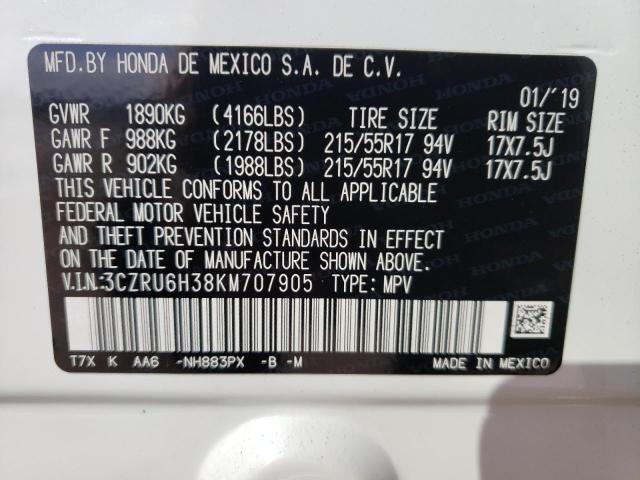 MFD.BY HONDA DE MEXICO S.A. DE C.V.
01/'19
GVWR 1890KG (4166LBS) TIRE SIZE RIM SIZE
GAWR F 988KG (2178LBS) 215/55R17 94V 17X7.5J
GAWR R 902KG (1988LBS) 215/55R17 94V 17X7.5J
THIS VEHICLE CONFORMS TO ALL APPLICABLE
FEDERAL MOTOR VEHICLE SAFETY
AND THEFT PREVENTION STANDARDS IN EFFECT
ON THE DATE OF MANUFACTURE SHOWN ABOVE.
V.I.N:3CZRU6H38KM707905 TYPE: MPV
T7X K AA6 -NH883PX -B -M MADE IN MEXICO